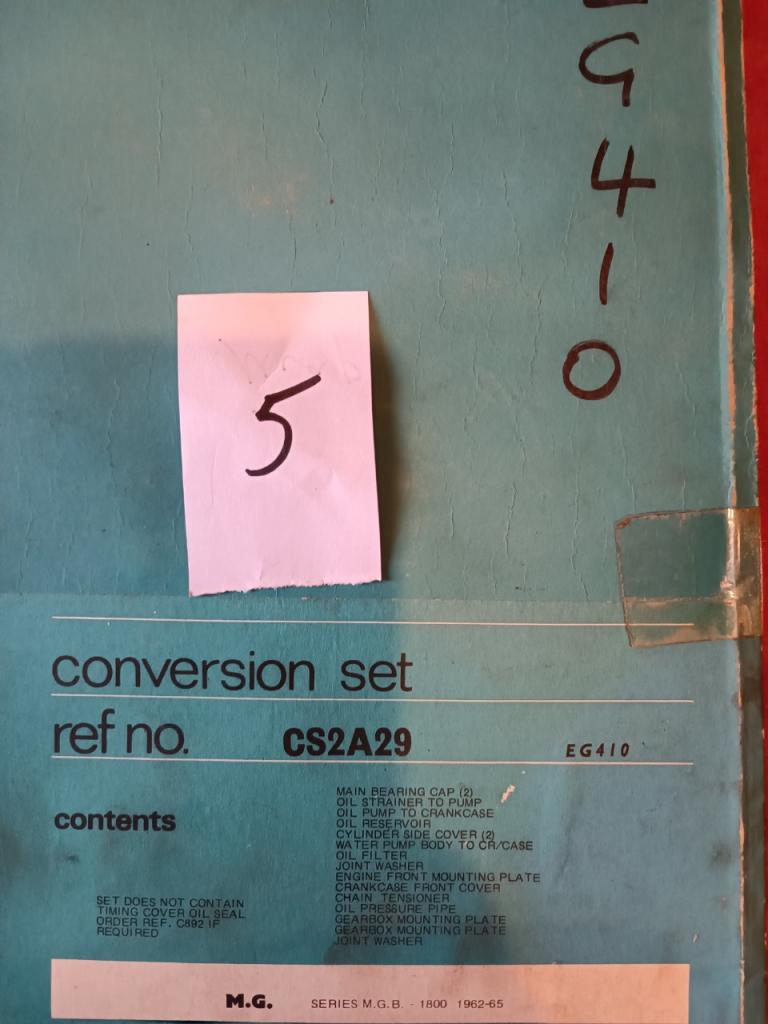 G
4
1
0
5
conversion set
ref no. CS2A29 EG410
contents
MAIN BEARING CAP (2)
OIL STRAINER TO PUMP
OIL PUMP TO CRANKCASE
OIL RESERVOIR
CYLINDER SIDE COVER (2)
WATER PUMP BODY TO CR/CASE
OIL FILTER
JOINT WASHER
ENGINE FRONT MOUNTING PLATE
CRANKCASE FRONT COVER
CHAIN TENSIONER
OIL PRESSURE PIPE
GEARBOX MOUNTING PLATE
GEARBOX MOUNTING PLATE
JOINT WASHER
SET DOES NOT CONTAIN
TIMING COVER OIL SEAL
ORDER REF. C892 IF
REQUIRED
M.G. SERIES M.G.B. - 1800 1962-65